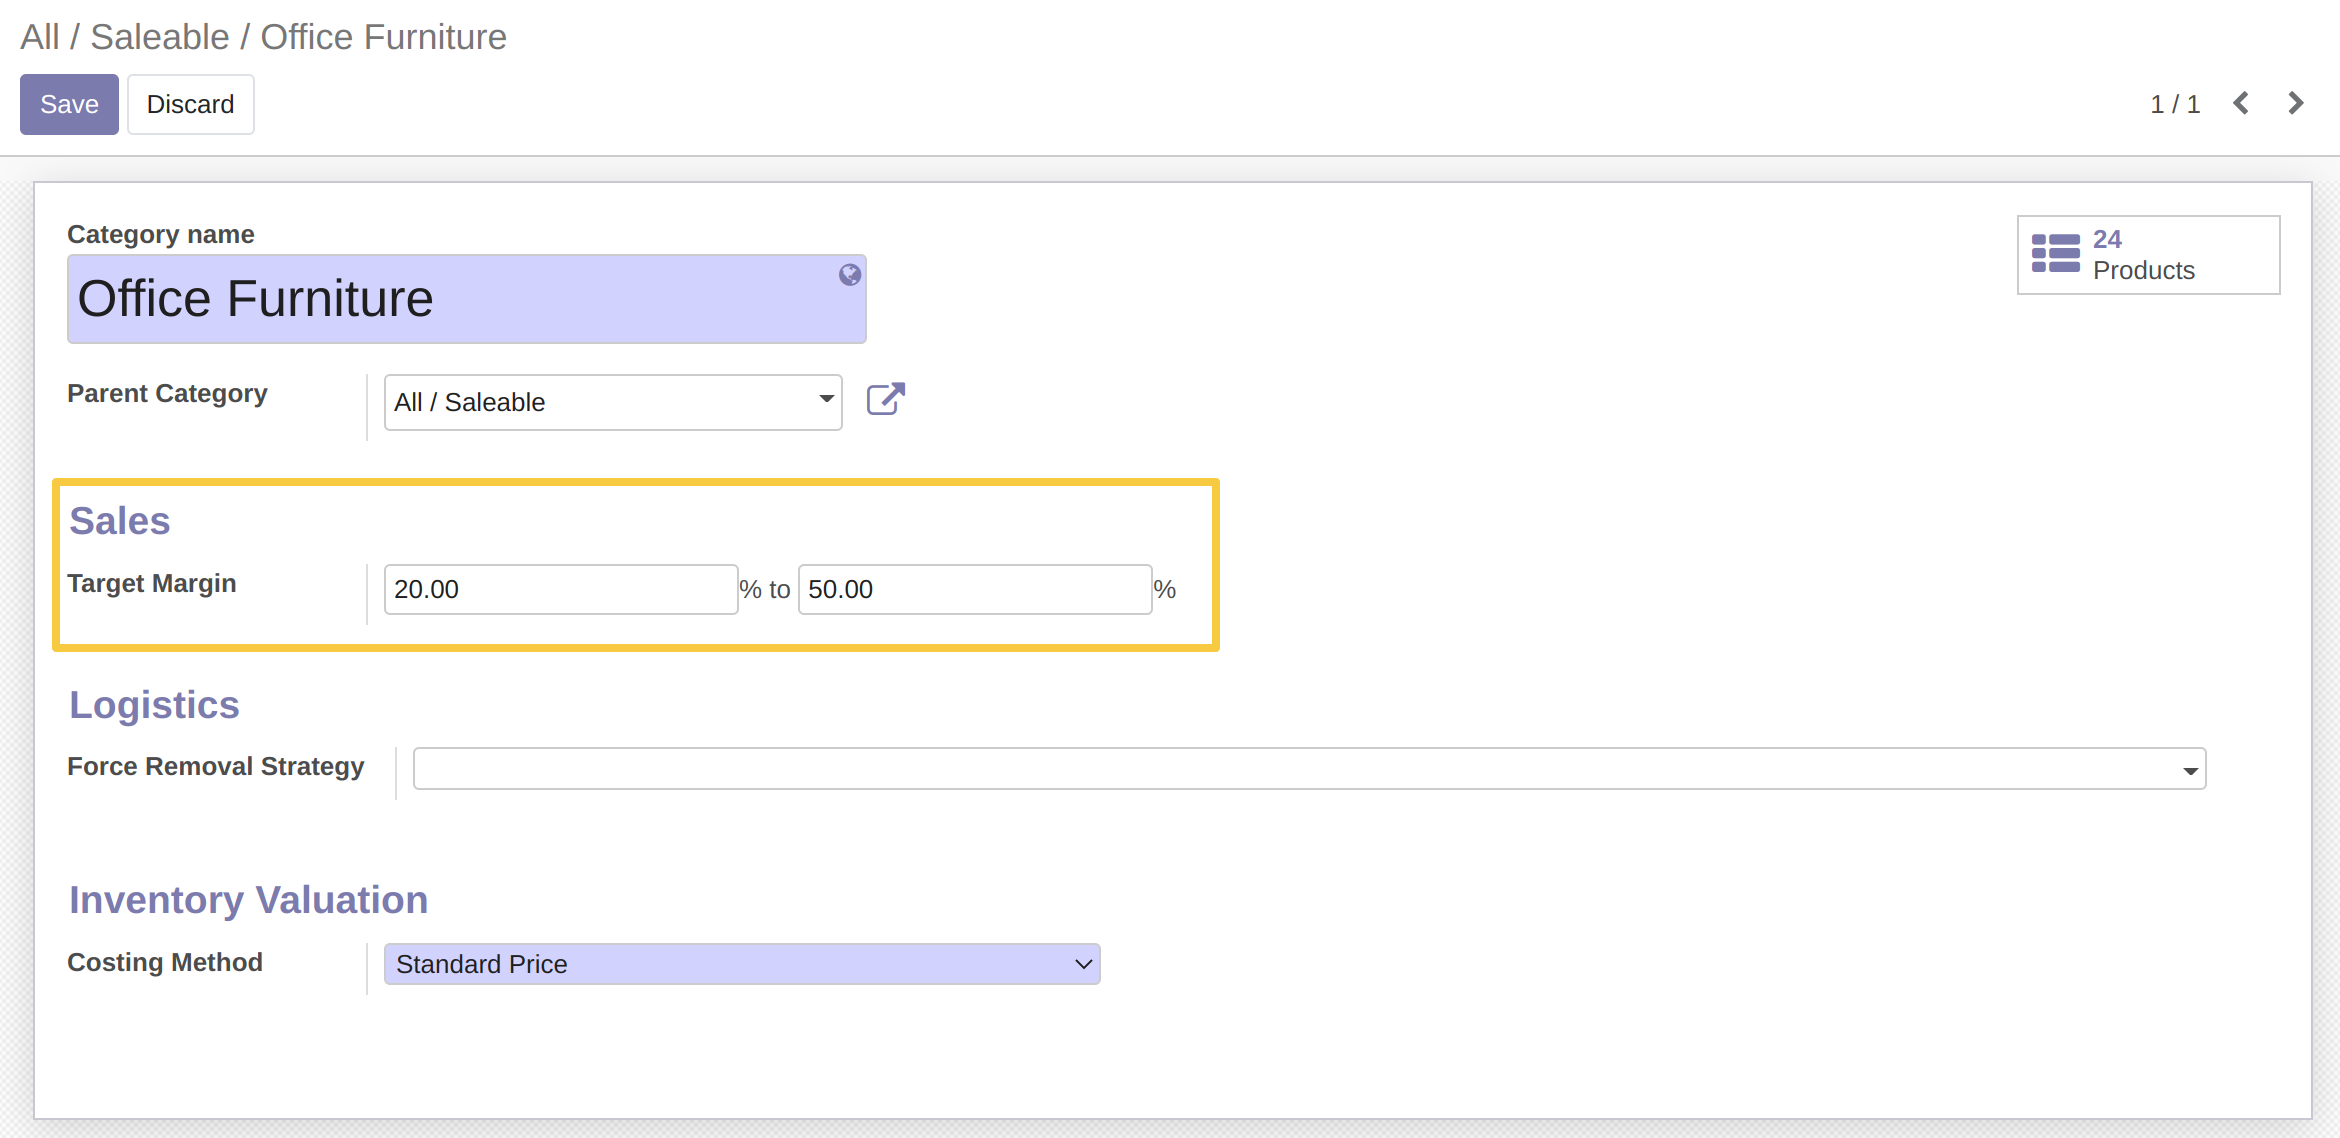 All / Saleable / Office Furniture
Save Discard 1 / 1
Category name
24
Products
Office Furniture
Parent Category All / Saleable
Sales
Target Margin 20.00 % to 50.00 %
Logistics
Force Removal Strategy
Inventory Valuation
Costing Method Standard Price